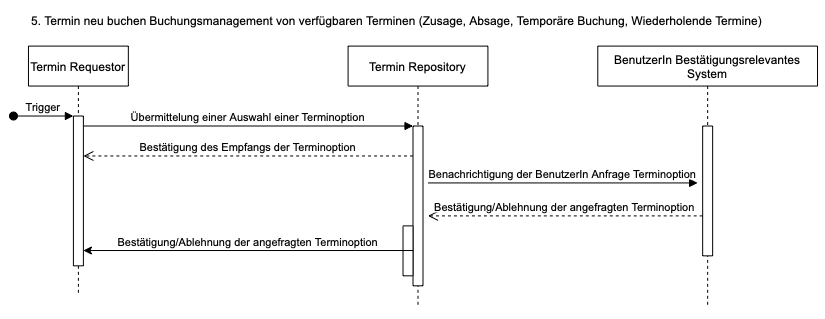 5. Termin neu buchen Buchungsmanagement von verfügbaren Terminen (Zusage, Absage, Temporäre Buchung, Wiederholende Termine)
Termin Requestor
Termin Repository
BenutzerIn Bestätigungsrelevantes
System
Trigger
Übermittelung einer Auswahl einer Terminoption
Bestätigung des Empfangs der Terminoption
Benachrichtigung der BenutzerIn Anfrage Terminoption
Bestätigung/Ablehnung der angefragten Terminoption
Bestätigung/Ablehnung der angefragten Terminoption